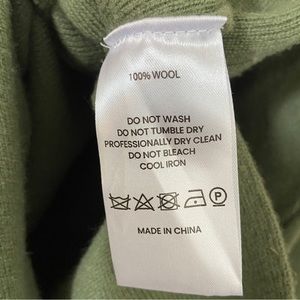 100% WOOL
DO NOT WASH
DO NOT TUMBLE DRY
PROFESSIONALLY DRY CLEAN
DO NOT BLEACH
COOL IRON
P
MADE IN CHINA